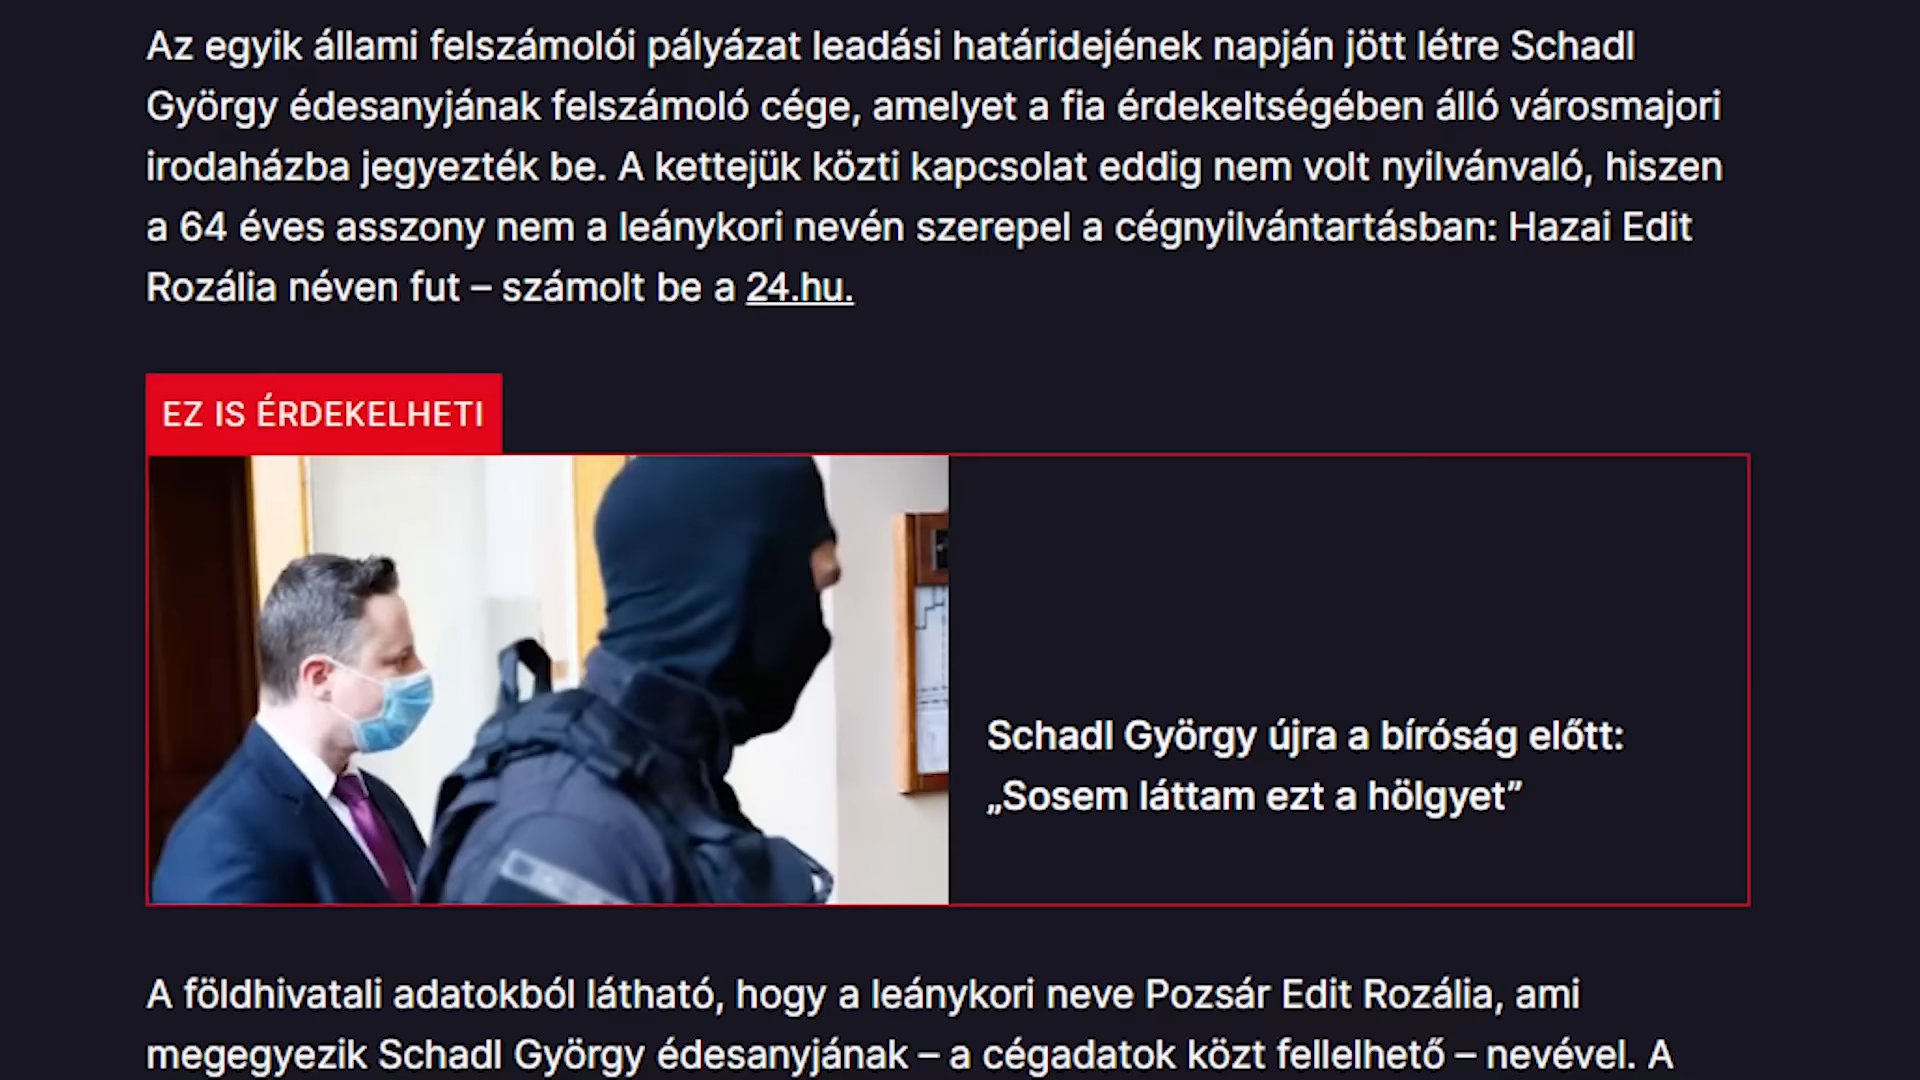 Az egyik állami felszámolói pályázat leadási határidejének napján jött létre Schadl
György édesanyjának felszámoló cége, amelyet a fia érdekeltségében álló városmajori
irodaházba jegyezték be. A kettejük közti kapcsolat eddig nem volt nyilvánvaló, hiszen
a 64 éves asszony nem a leánykori nevén szerepel a cégnyilvántartásban: Hazai Edit
Rozália néven fut – számolt be a 24.hu.
EZ IS ÉRDEKELHETI
Schadl György újra a bíróság előtt:
„Sosem láttam ezt a hölgyet”
A földhivatali adatokból látható, hogy a leánykori neve Pozsár Edit Rozália, ami
megegyezik Schadl György édesanyjának – a cégadatok közt fellelhető – nevével. A